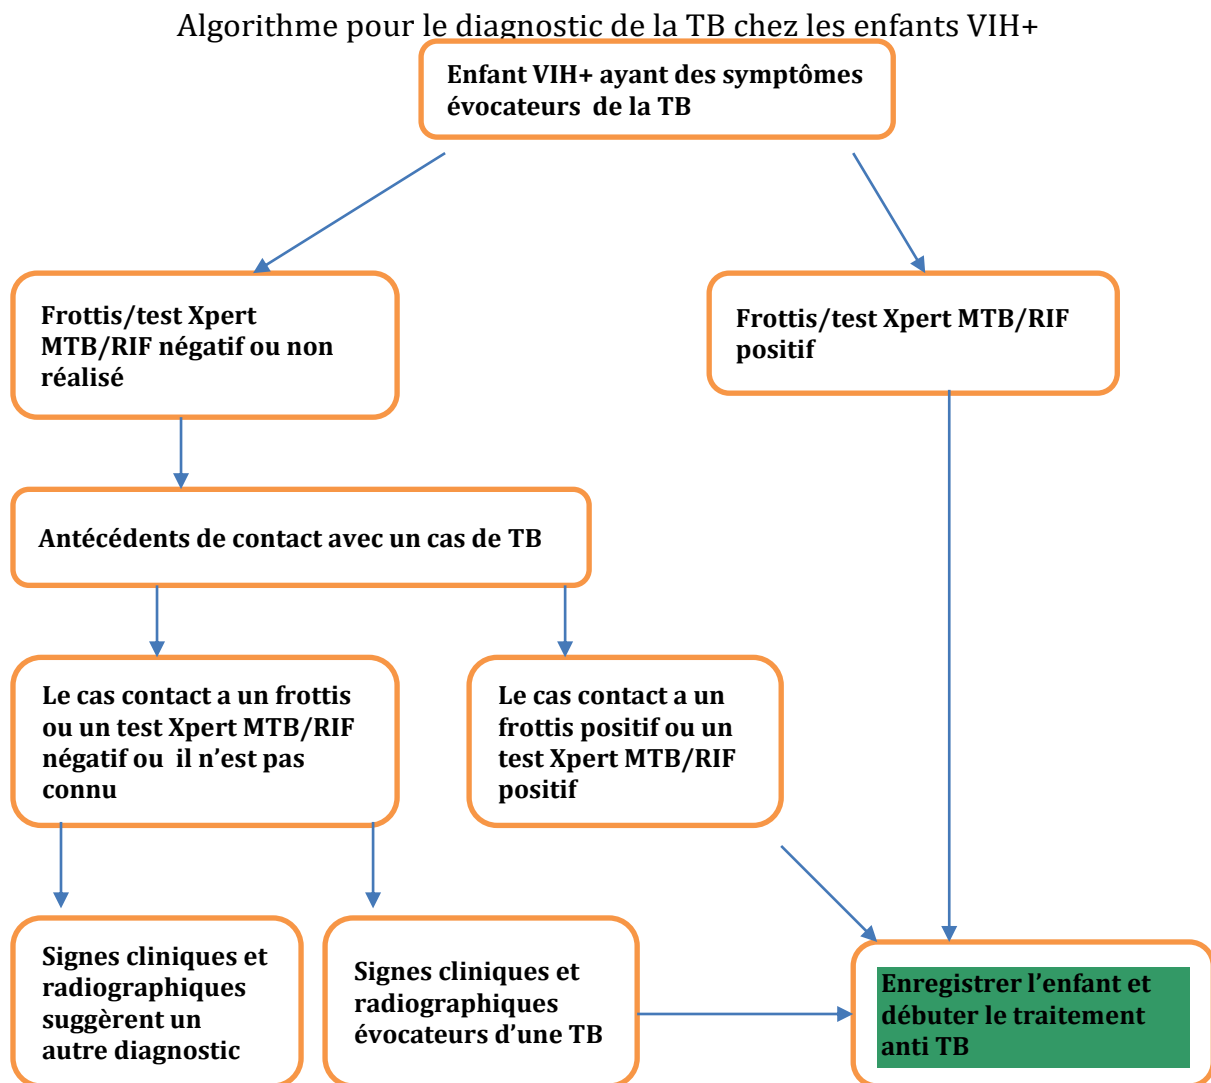 Algorithme pour le diagnostic de la TB chez les enfants VIH+
Enfant VIH+ ayant des symptômes
évocateurs de la TB
Frottis/test Xpert
MTB/RIF négatif ou non
réalisé
Frottis/test Xpert MTB/RIF
positif
Antécédents de contact avec un cas de TB
Le cas contact a un frottis
ou un test Xpert MTB/RIF
négatif ou il n’est pas
connu
Le cas contact a un
frottis positif ou un
test Xpert MTB/RIF
positif
Signes cliniques et
radiographiques
suggèrent un
autre diagnostic
Signes cliniques et
radiographiques
évocateurs d’une TB
Enregistrer l’enfant et
débuter le traitement
anti TB